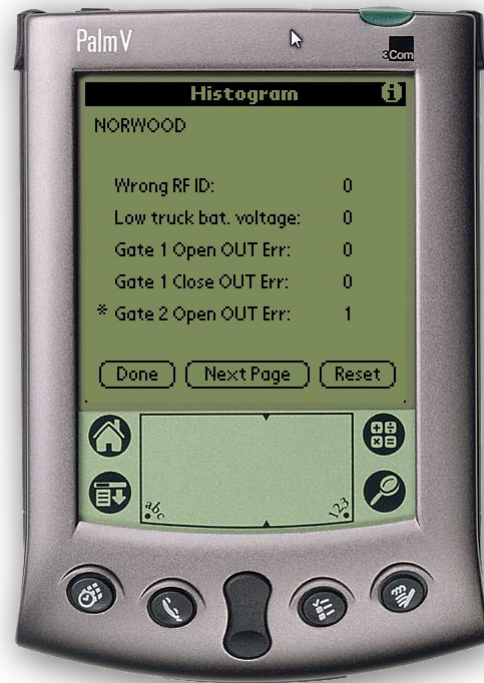 PalmV
3Com
Histogram
NORWOOD
Wrong RF ID: 0
Low truck bat. voltage: 0
Gate 1 Open OUT Err: 0
Gate 1 Close OUT Err: 0
* Gate 2 Open OUT Err: 1
Done Next Page Reset
abc 123